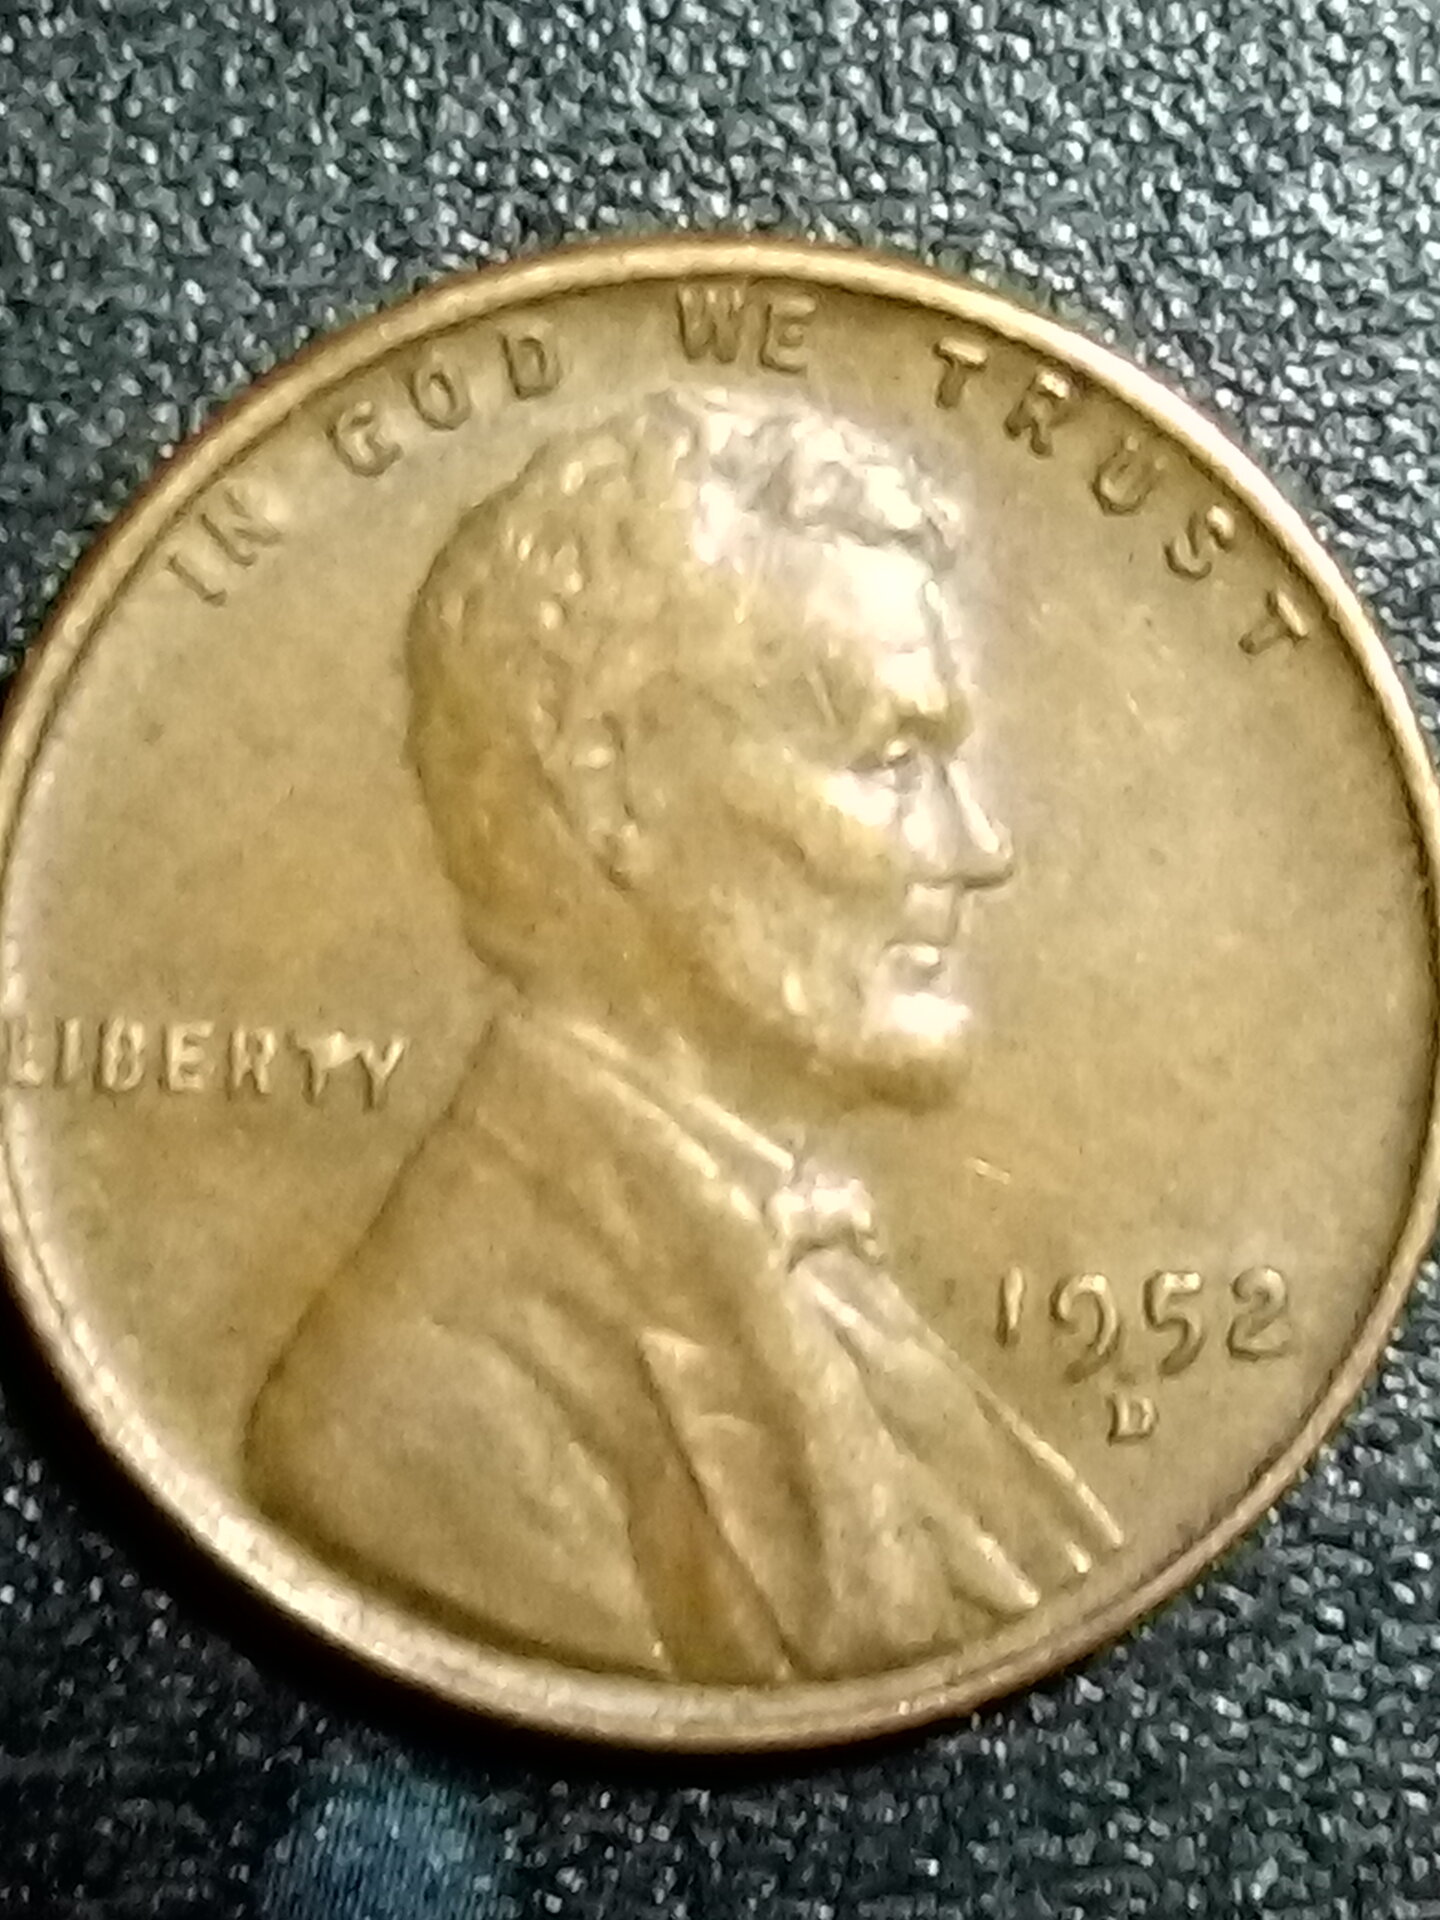 IN GOD WE TRUST
LIBERTY
1952
D